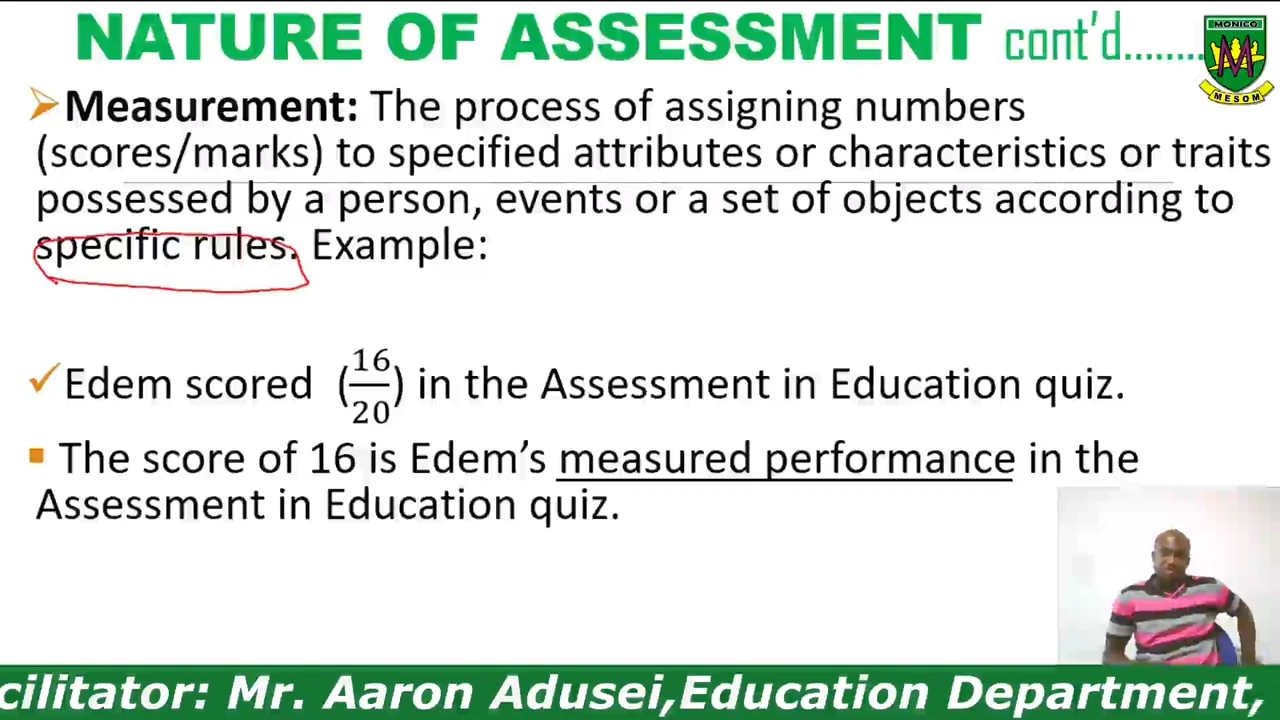 NATURE OF ASSESSMENT cont’d........
MONICO
M
MESOM
Measurement: The process of assigning numbers
(scores/marks) to specified attributes or characteristics or traits
possessed by a person, events or a set of objects according to
specific rules. Example:
Edem scored (16/20) in the Assessment in Education quiz.
The score of 16 is Edem’s measured performance in the
Assessment in Education quiz.
cilitator: Mr. Aaron Adusei,Education Department,